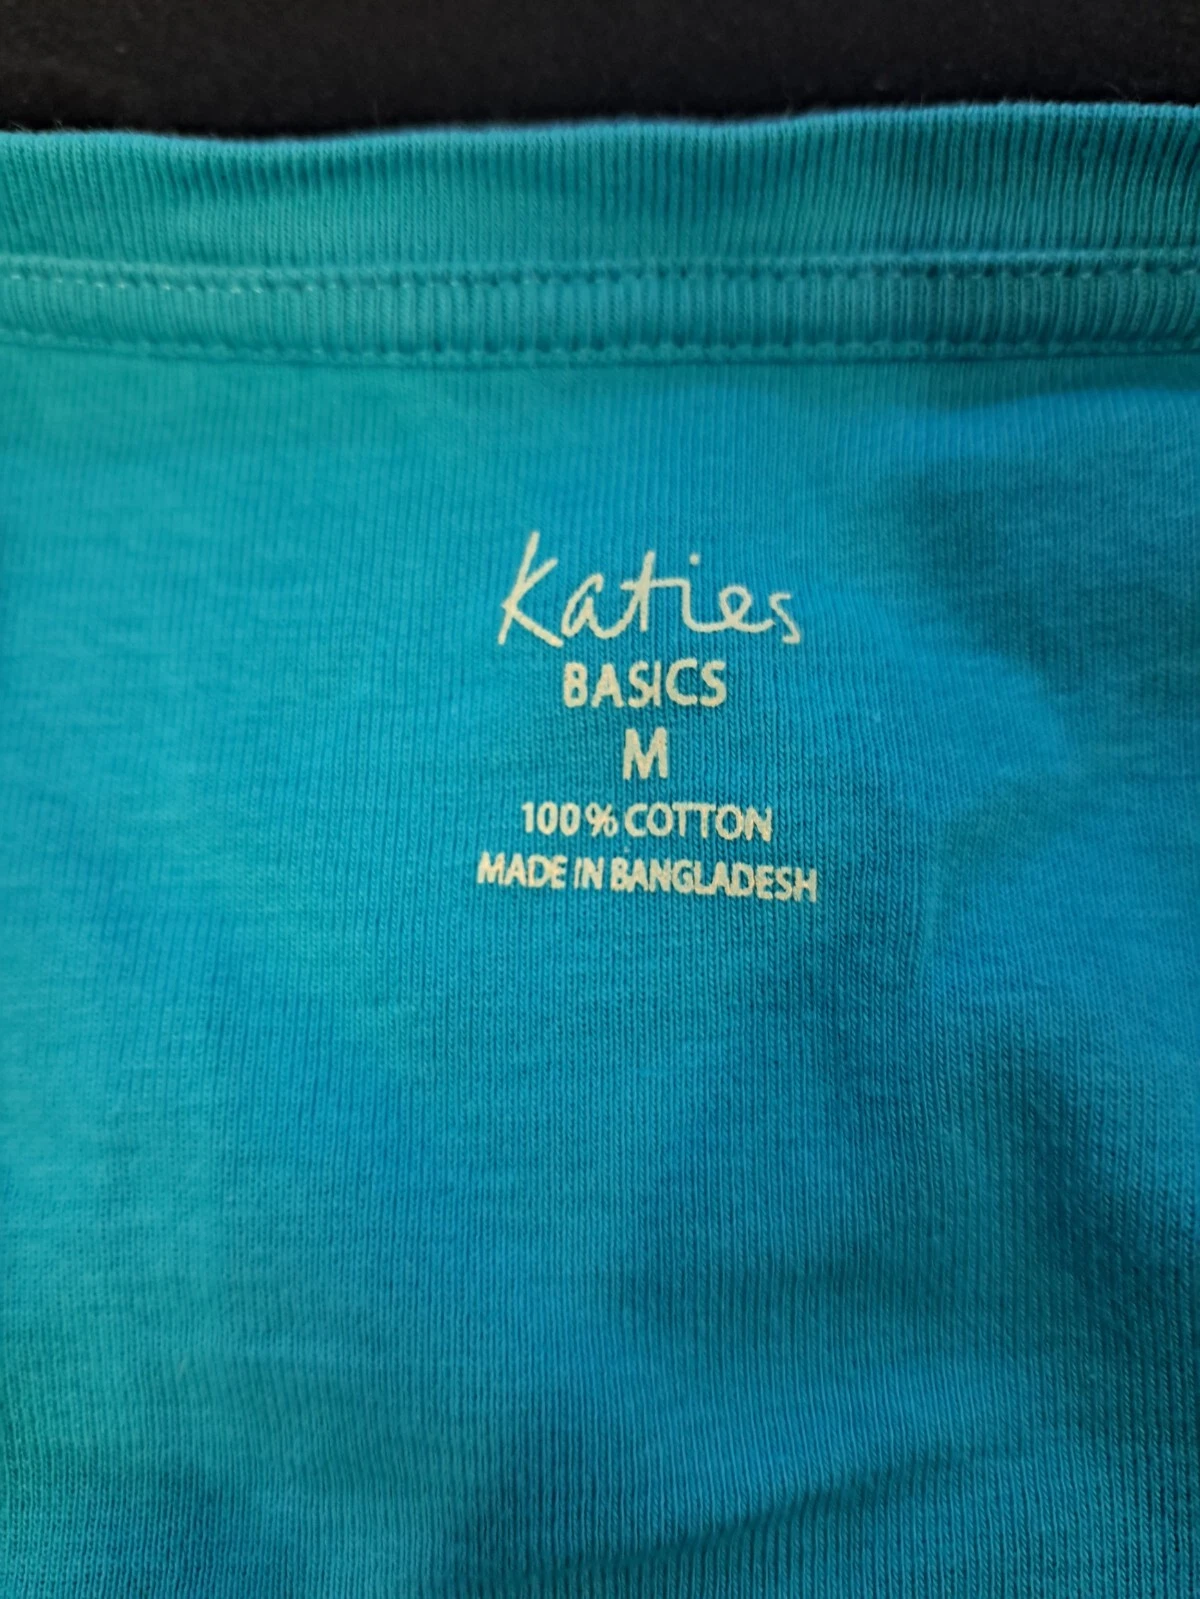 Katies
BASICS
M
100% COTTON
MADE IN BANGLADESH